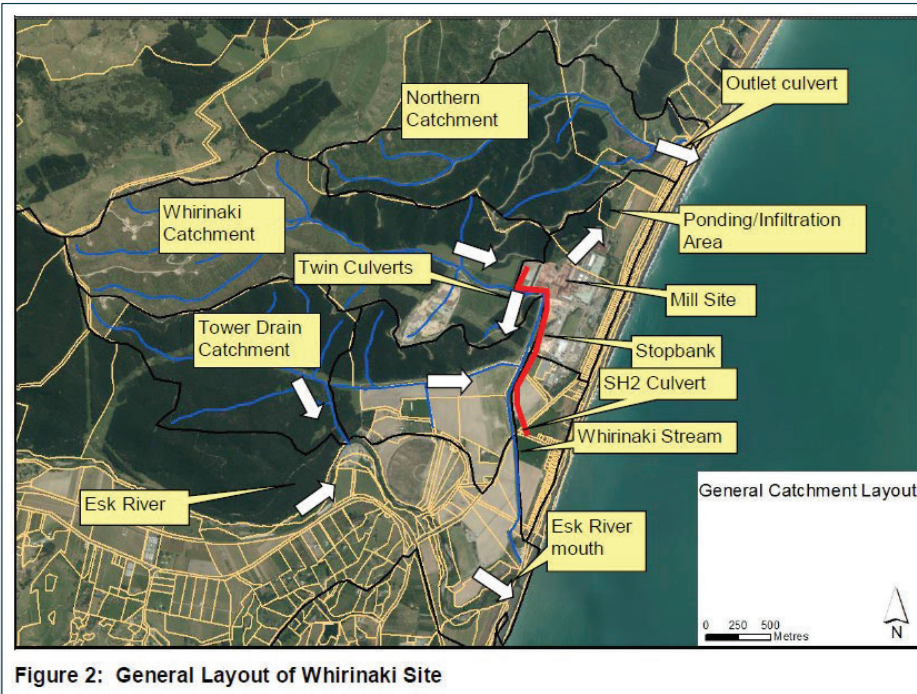 Northern
Catchment
Outlet culvert
Whirinaki
Catchment
Ponding/Infiltration
Area
Twin Culverts
Mill Site
Tower Drain
Catchment
Stopbank
SH2 Culvert
Whirinaki Stream
General Catchment Layout
Esk River
Esk River
mouth
0 250 500
Metres
N
Figure 2: General Layout of Whirinaki Site